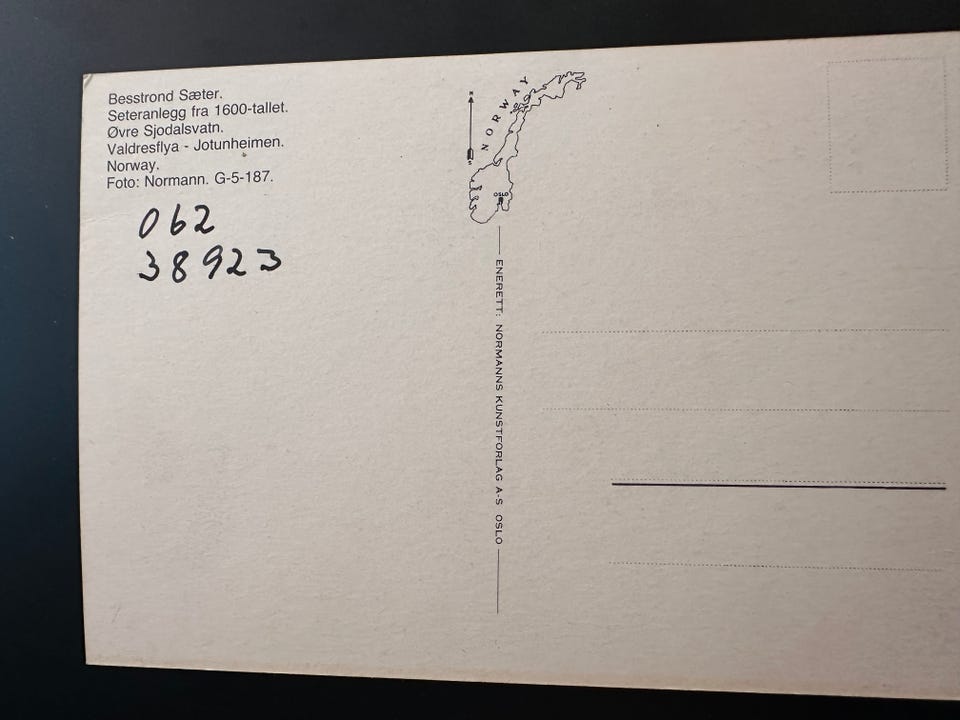 Besstrond Sæter.
Seteranlegg fra 1600-tallet.
Øvre Sjodalsvatn.
Valdresflya - Jotunheimen.
Norway.
Foto: Normann. G-5-187.
062
38923
NORWAY
OSLO
ENERETT: NORMANNS KUNSTFORLAG A-S OSLO